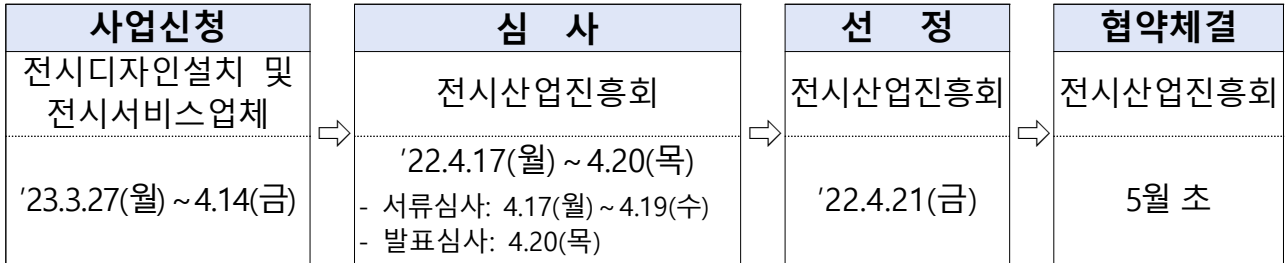 사업신청
전시디자인설치 및
전시서비스업체
'23.3.27(월)~4.14(금)
심 사
전시산업진흥회
'22.4.17(월)~4.20(목)
- 서류심사: 4.17(월)~4.19(수)
- 발표심사: 4.20(목)
선 정
전시산업진흥회
'22.4.21(금)
협약체결
전시산업진흥회
5월 초